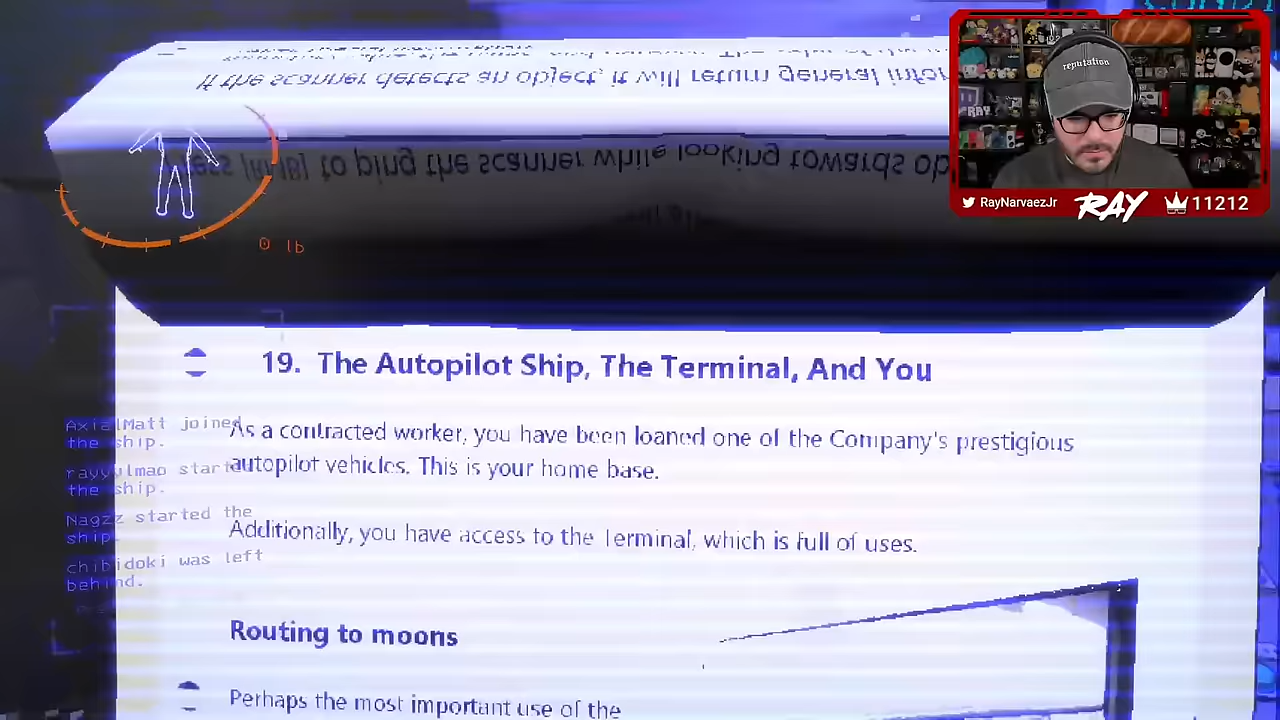 If the scanner detects an object, it will return general infor
ress [RMB] to ping the scanner while looking towards ob
reputation
RayNarvaezJr
RAY
11212
0 lb
19. The Autopilot Ship, The Terminal, And You
As a contracted worker, you have been loaned one of the Company's prestigious
autopilot vehicles. This is your home base.
Additionally, you have access to the Terminal, which is full of uses.
Routing to moons
Perhaps the most important use of the
AxialMatt joined
the ship.
rayyylmao start
the ship.
Nagzz started the
ship.
chibidoki was left
behind.